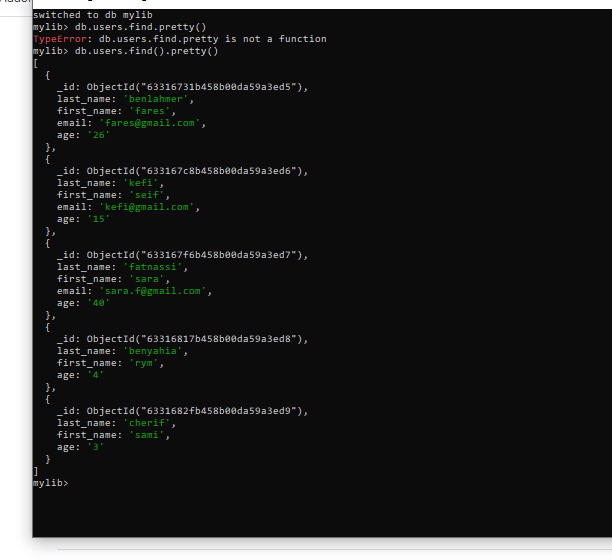 switched to db mylib
mylib> db.users.find.pretty()
TypeError: db.users.find.pretty is not a function
mylib> db.users.find().pretty()
[
  {
    _id: ObjectId("63316731b458b00da59a3ed5"),
    last_name: 'benlahmer',
    first_name: 'fares',
    email: 'fares@gmail.com',
    age: '26'
  },
  {
    _id: ObjectId("633167c8b458b00da59a3ed6"),
    last_name: 'kefi',
    first_name: 'seif',
    email: 'kefi@gmail.com',
    age: '15'
  },
  {
    _id: ObjectId("633167f6b458b00da59a3ed7"),
    last_name: 'fatnassi',
    first_name: 'sara',
    email: 'sara.f@gmail.com',
    age: '40'
  },
  {
    _id: ObjectId("63316817b458b00da59a3ed8"),
    last_name: 'benyahia',
    first_name: 'rym',
    age: '4'
  },
  {
    _id: ObjectId("6331682fb458b00da59a3ed9"),
    last_name: 'cherif',
    first_name: 'sami',
    age: '3'
  }
]
mylib>